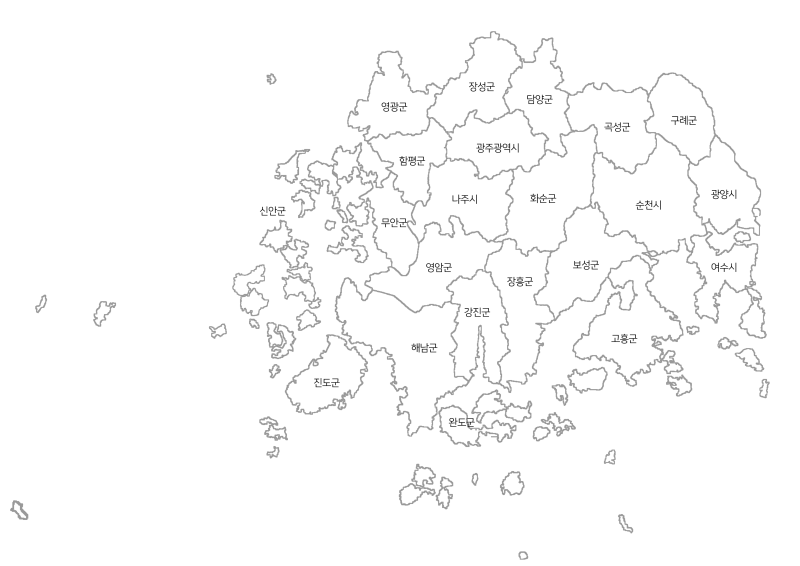 장성군
담양군
영광군
구례군
곡성군
광주광역시
함평군
광양시
나주시
화순군
순천시
신안군
무안군
영암군
보성군
여수시
장흥군
강진군
고흥군
해남군
진도군
완도군